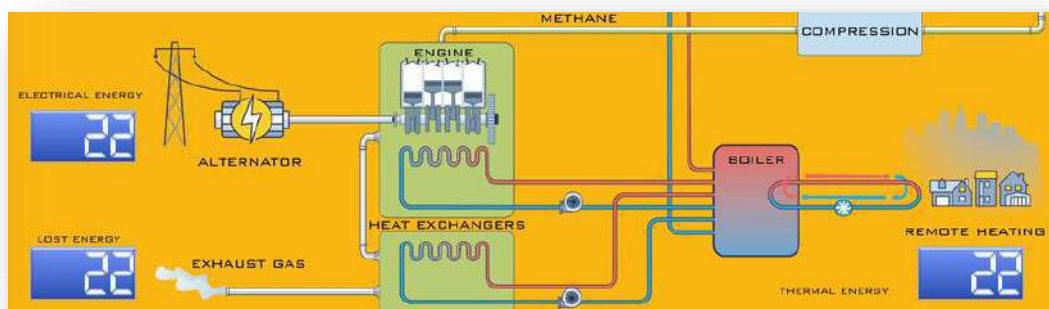 METHANE
COMPRESSION
ENGINE
ELECTRICAL ENERGY
22
ALTERNATOR
BOILER
HEAT EXCHANGERS
REMOTE HEATING
LOST ENERGY
22
EXHAUST GAS
THERMAL ENERGY
22